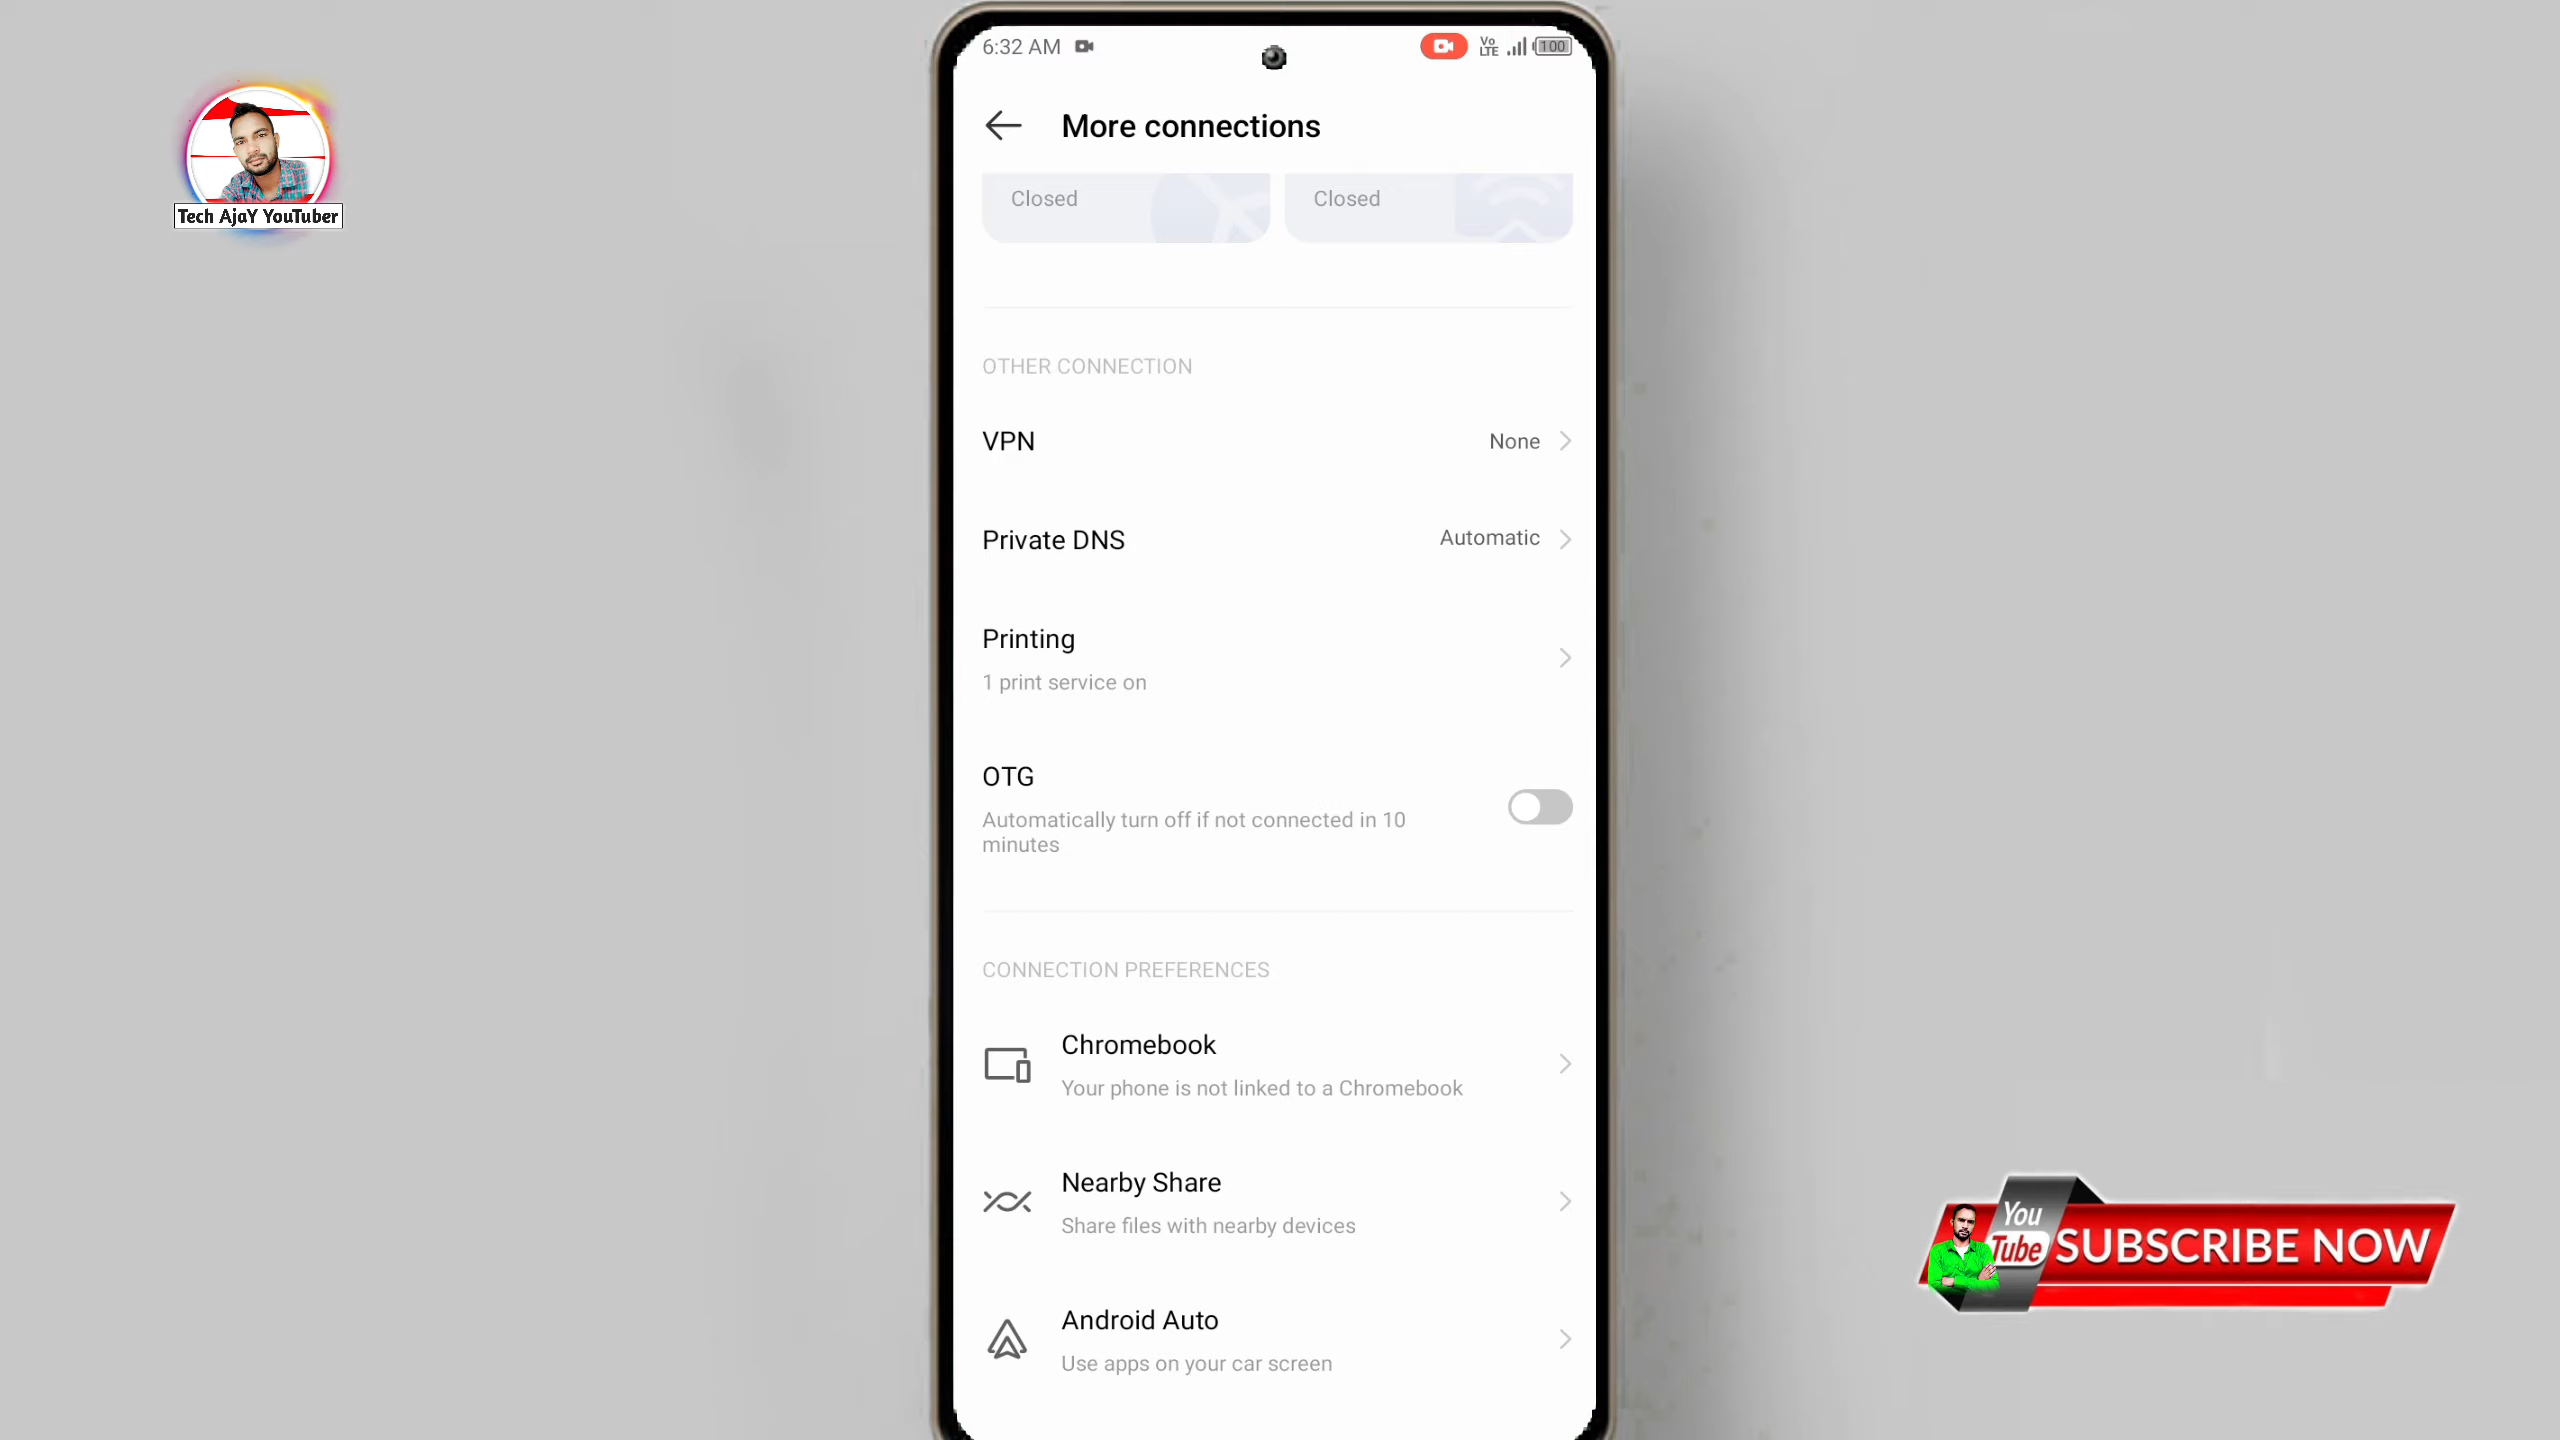 6:32 AM
Vo
LTE
100
Tech AjaY YouTuber
More connections
Closed
Closed
OTHER CONNECTION
VPN
None
Private DNS
Automatic
Printing
1 print service on
OTG
Automatically turn off if not connected in 10
minutes
CONNECTION PREFERENCES
Chromebook
Your phone is not linked to a Chromebook
Nearby Share
Share files with nearby devices
Android Auto
Use apps on your car screen
You
Tube
SUBSCRIBE NOW